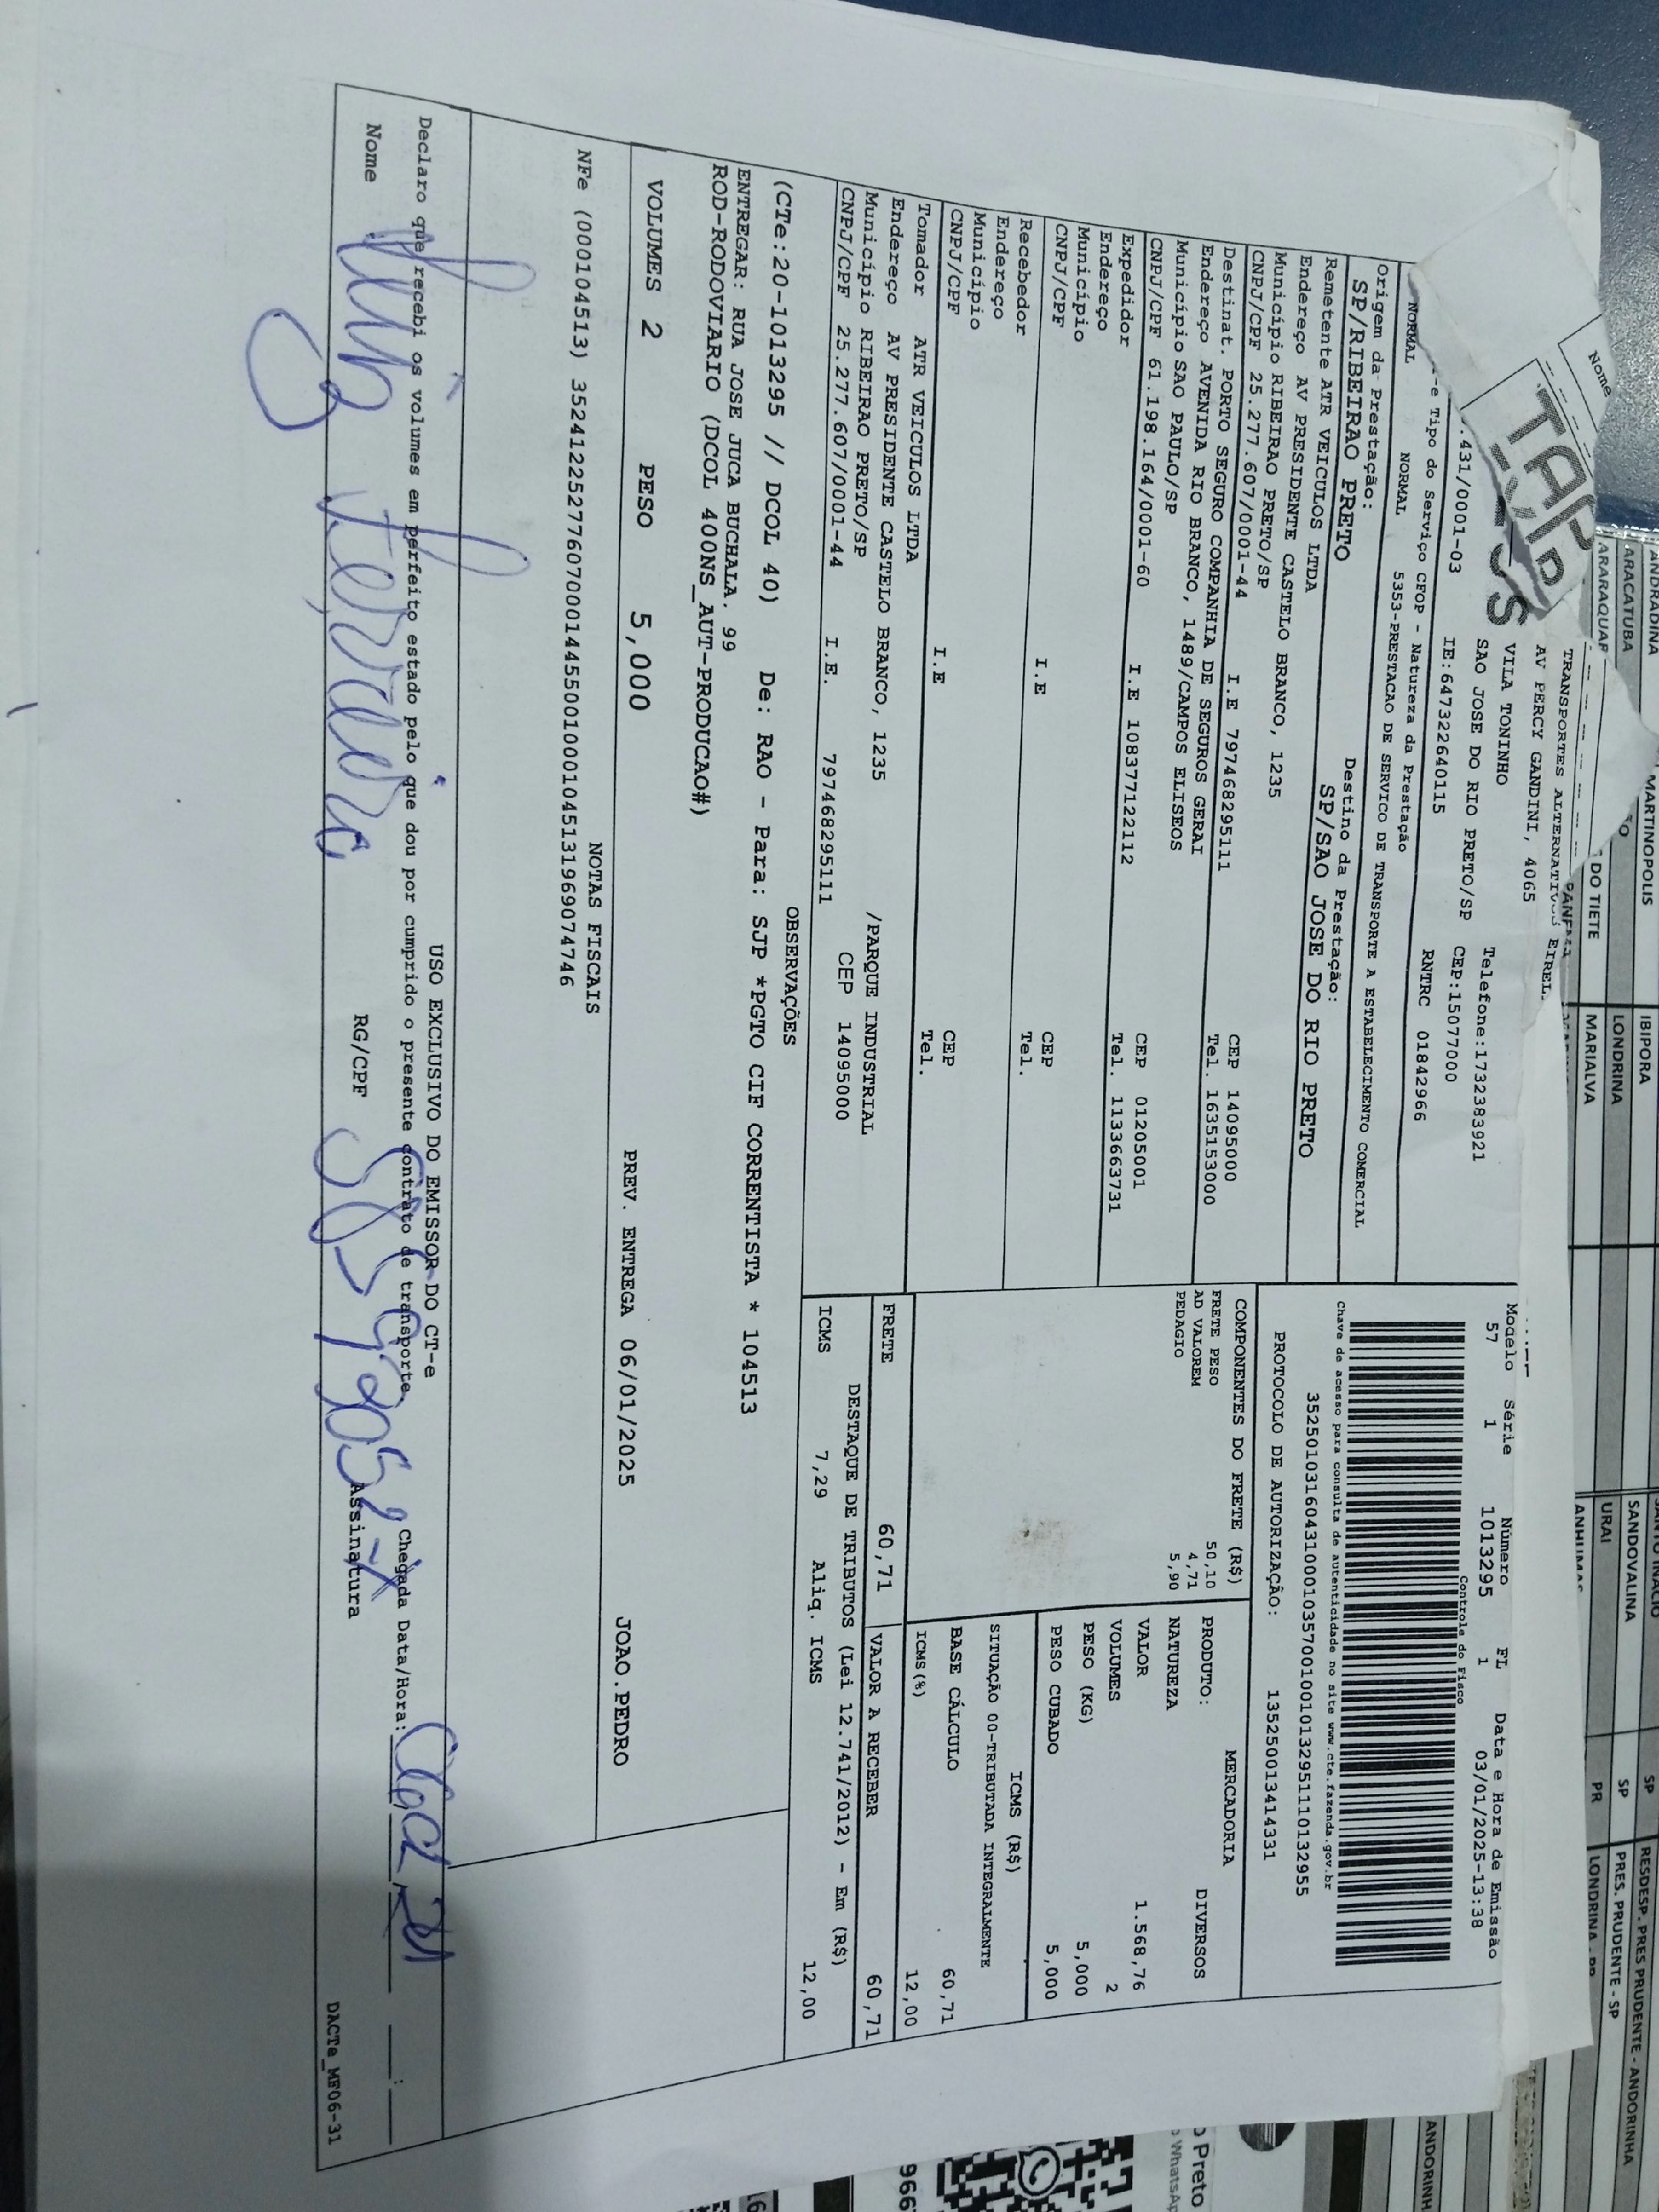 Nome
TAP
TRANSPORTES ALTERNATIVOS EIREL
AV PERCY GANDINI, 4065
VILA TONINHO
SAO JOSE DO RIO PRETO/SP
Telefone:1732383921
.431/0001-03
IE:647322640115
CEP:15077000
RNTRC 01842966
Modelo Série Número FL Data e Hora de Emissão
57 1 1013295 1 03/01/2025-13:38
Controle do Fisco
Chave de acesso para consulta de autenticidade no site www.cte.fazenda.gov.br
35250103160431000103570010010132951110132955
PROTOCOLO DE AUTORIZAÇÃO: 135250013414331
Tipo do Serviço CFOP - Natureza da Prestação
NORMAL NORMAL 5353-PRESTACAO DE SERVICO DE TRANSPORTE A ESTABELECIMENTO COMERCIAL
Origem da Prestação: Destino da Prestação:
SP/RIBEIRAO PRETO SP/SAO JOSE DO RIO PRETO
Remetente ATR VEICULOS LTDA
Endereço AV PRESIDENTE CASTELO BRANCO, 1235
Município RIBEIRAO PRETO/SP CEP 14095000
CNPJ/CPF 25.277.607/0001-44 I.E 797468295111 Tel. 1635153000
Destinat. PORTO SEGURO COMPANHIA DE SEGUROS GERAI
Endereço AVENIDA RIO BRANCO, 1489/CAMPOS ELISEOS
Município SAO PAULO/SP CEP 01205001
CNPJ/CPF 61.198.164/0001-60 I.E 108377122112 Tel. 1133663731
Expedidor
Endereço
Município CEP
CNPJ/CPF I.E Tel.
Recebedor
Endereço
Município CEP
CNPJ/CPF I.E Tel.
Tomador ATR VEICULOS LTDA
Endereço AV PRESIDENTE CASTELO BRANCO, 1235 /PARQUE INDUSTRIAL
Município RIBEIRAO PRETO/SP CEP 14095000
CNPJ/CPF 25.277.607/0001-44 I.E. 797468295111
COMPONENTES DO FRETE (R$)
FRETE PESO 50,10
AD VALOREM 4,71
PEDAGIO 5,90
MERCADORIA
PRODUTO: DIVERSOS
NATUREZA
VALOR 1.568,76
VOLUMES 2
PESO (KG) 5,000
PESO CUBADO 5,000
ICMS (R$)
SITUAÇÃO 00-TRIBUTADA INTEGRALMENTE
BASE CÁLCULO 60,71
ICMS(%) 12,00
FRETE 60,71 VALOR A RECEBER 60,71
DESTAQUE DE TRIBUTOS (Lei 12.741/2012) - Em (R$)
ICMS 7,29 Aliq. ICMS 12,00
OBSERVAÇÕES
(CTe:20-1013295 // DCOL 40) De: RAO - Para: SJP *PGTO CIF CORRENTISTA * 104513
ENTREGAR: RUA JOSE JUCA BUCHALA. 99
ROD-RODOVIARIO (DCOL 400NS_AUT-PRODUCAO#)
VOLUMES 2 PESO 5,000 PREV. ENTREGA 06/01/2025 JOAO.PEDRO
NOTAS FISCAIS
NFe (000104513) 35241225277607000144550010001045131969074746
USO EXCLUSIVO DO EMISSOR DO CT-e
Declaro que recebi os volumes em perfeito estado pelo que dou por cumprido o presente contrato de transporte. Chegada Data/Hora:
Nome RG/CPF Assinatura
DACTe_MF06-31
ANDRADINA
ARACATUBA
ARARAQUAR
MARTINOPOLIS
DO TIETE
IBIPORA
LONDRINA
MARIALVA
SANDOVALINA
URAI
ANHUMAS
SP
SP
PR
RESDESP. PRES PRUDENTE - ANDORINHA
PRES. PRUDENTE - SP
LONDRINA - PR
ANDORINH
Preto
WhatsAp
966